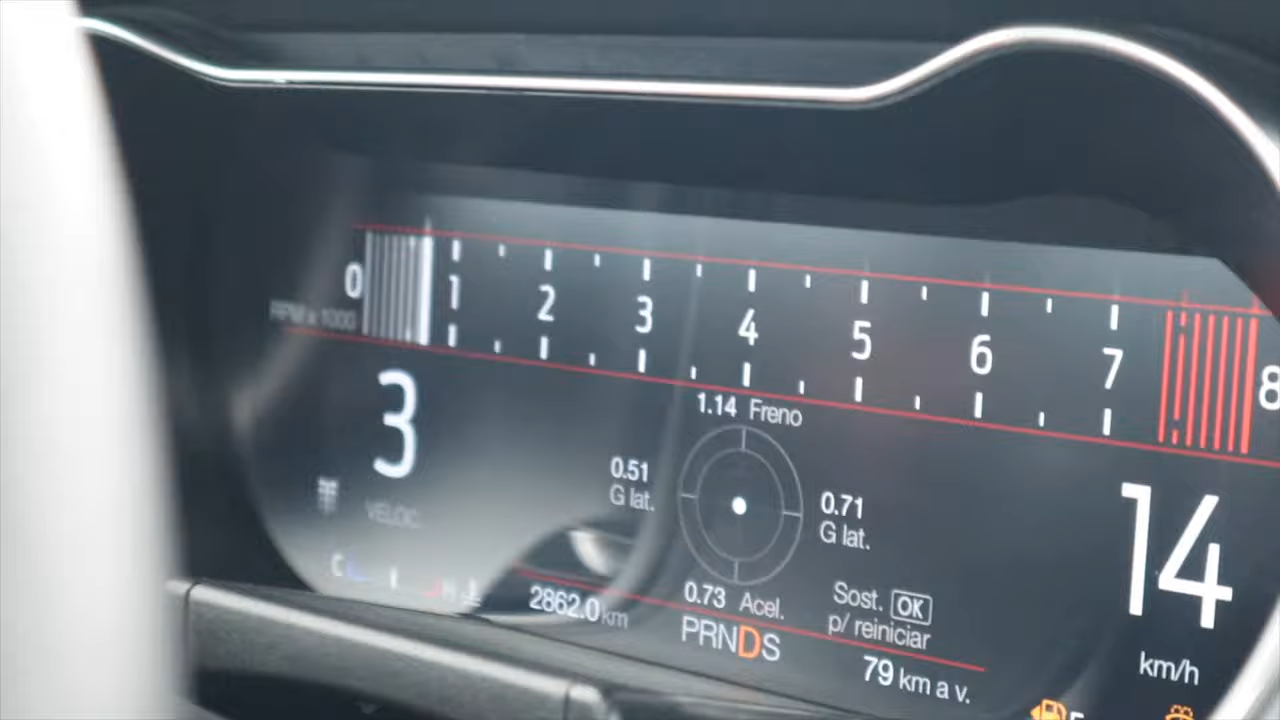 0 1 2 3 4 5 6 7 8
RPM x 1000
3
VELOC.
1.14 Freno
0.51
G lat.
0.71
G lat.
0.73 Acel.
Sost. OK
p/ reiniciar
14
km/h
C H
2862.0 km
PRNDS
79 km a v.